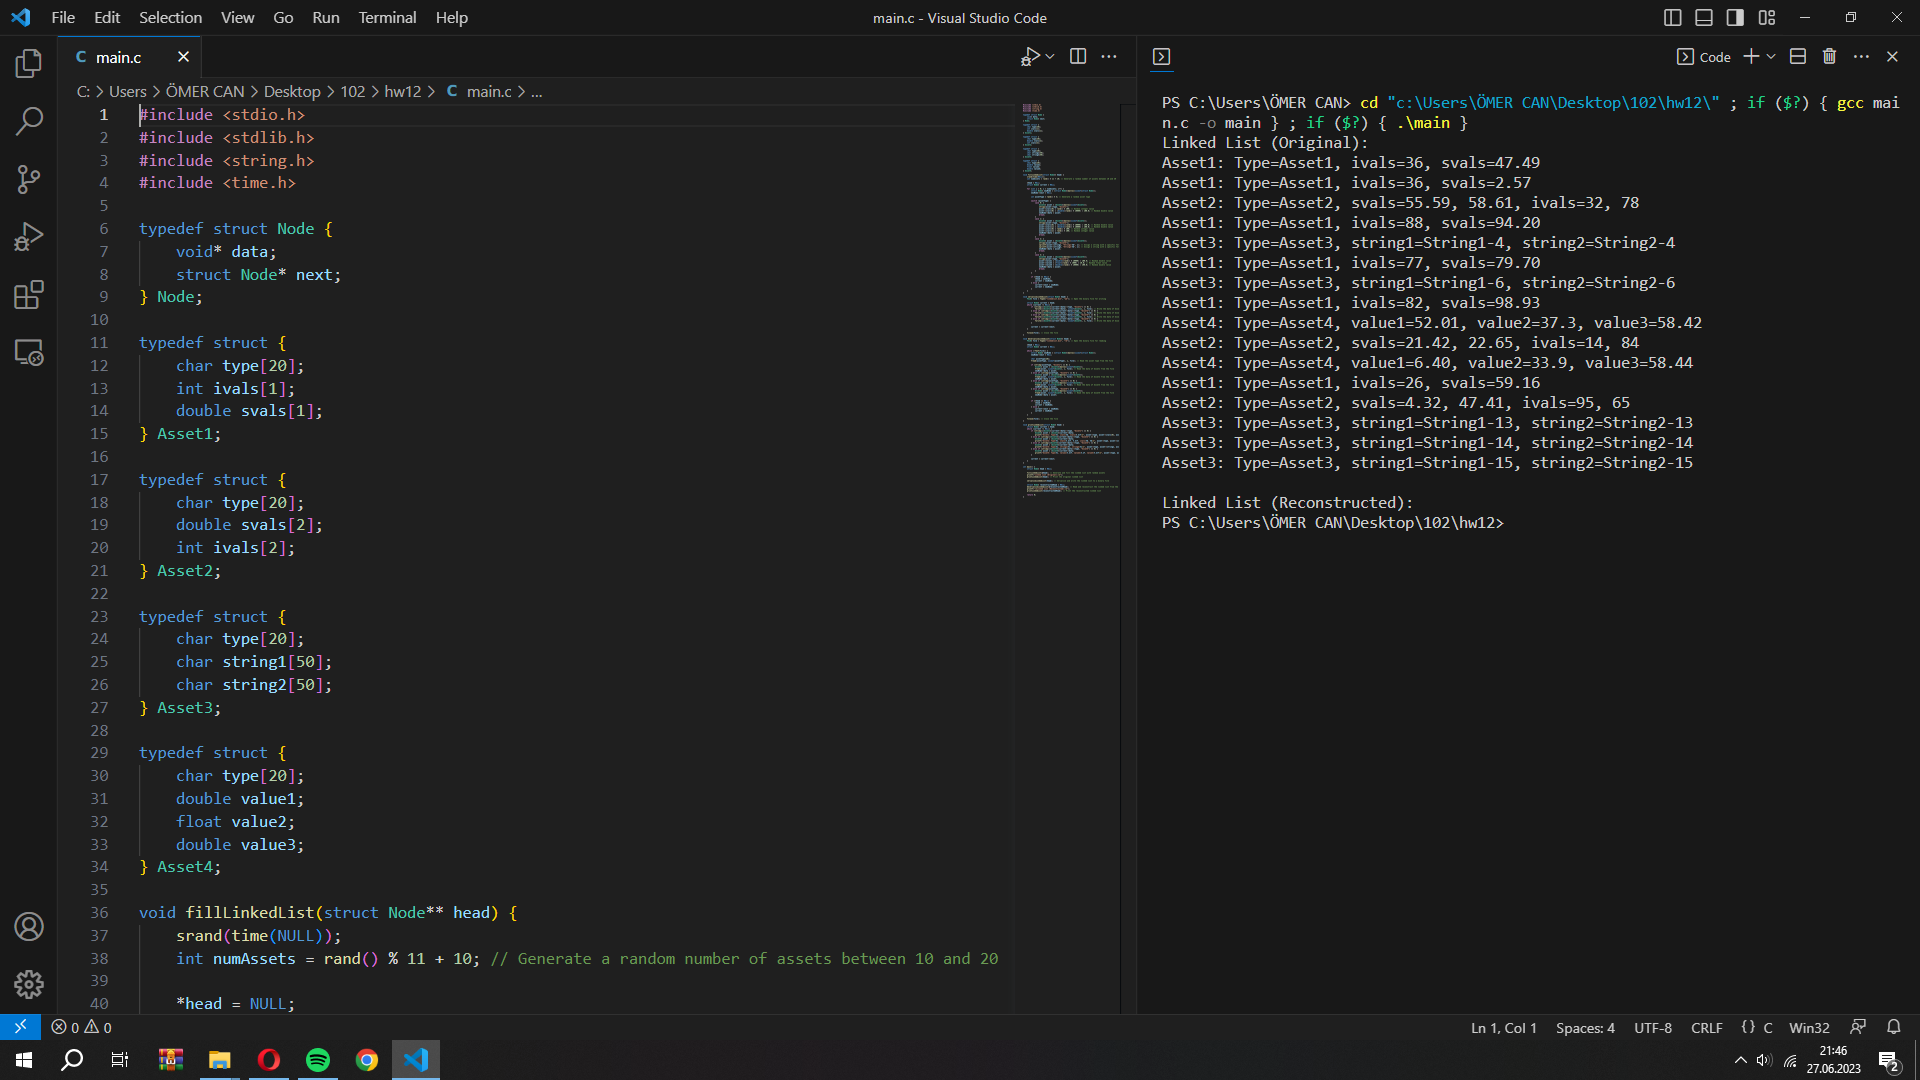 File Edit Selection View Go Run Terminal Help
main.c - Visual Studio Code
C main.c
C: > Users > ÖMER CAN > Desktop > 102 > hw12 > C main.c > ...
1 #include <stdio.h>
2 #include <stdlib.h>
3 #include <string.h>
4 #include <time.h>
5
6 typedef struct Node {
7 void* data;
8 struct Node* next;
9 } Node;
10
11 typedef struct {
12 char type[20];
13 int ivals[1];
14 double svals[1];
15 } Asset1;
16
17 typedef struct {
18 char type[20];
19 double svals[2];
20 int ivals[2];
21 } Asset2;
22
23 typedef struct {
24 char type[20];
25 char string1[50];
26 char string2[50];
27 } Asset3;
28
29 typedef struct {
30 char type[20];
31 double value1;
32 float value2;
33 double value3;
34 } Asset4;
35
36 void fillLinkedList(struct Node** head) {
37 srand(time(NULL));
38 int numAssets = rand() % 11 + 10; // Generate a random number of assets between 10 and 20
39
40 *head = NULL;
Code
PS C:\Users\ÖMER CAN> cd "c:\Users\ÖMER CAN\Desktop\102\hw12\" ; if ($?) { gcc mai
n.c -o main } ; if ($?) { .\main }
Linked List (Original):
Asset1: Type=Asset1, ivals=36, svals=47.49
Asset1: Type=Asset1, ivals=36, svals=2.57
Asset2: Type=Asset2, svals=55.59, 58.61, ivals=32, 78
Asset1: Type=Asset1, ivals=88, svals=94.20
Asset3: Type=Asset3, string1=String1-4, string2=String2-4
Asset1: Type=Asset1, ivals=77, svals=79.70
Asset3: Type=Asset3, string1=String1-6, string2=String2-6
Asset1: Type=Asset1, ivals=82, svals=98.93
Asset4: Type=Asset4, value1=52.01, value2=37.3, value3=58.42
Asset2: Type=Asset2, svals=21.42, 22.65, ivals=14, 84
Asset4: Type=Asset4, value1=6.40, value2=33.9, value3=58.44
Asset1: Type=Asset1, ivals=26, svals=59.16
Asset2: Type=Asset2, svals=4.32, 47.41, ivals=95, 65
Asset3: Type=Asset3, string1=String1-13, string2=String2-13
Asset3: Type=Asset3, string1=String1-14, string2=String2-14
Asset3: Type=Asset3, string1=String1-15, string2=String2-15

Linked List (Reconstructed):
PS C:\Users\ÖMER CAN\Desktop\102\hw12>
0 0
Ln 1, Col 1 Spaces: 4 UTF-8 CRLF {} C Win32
21:46
27.06.2023
2